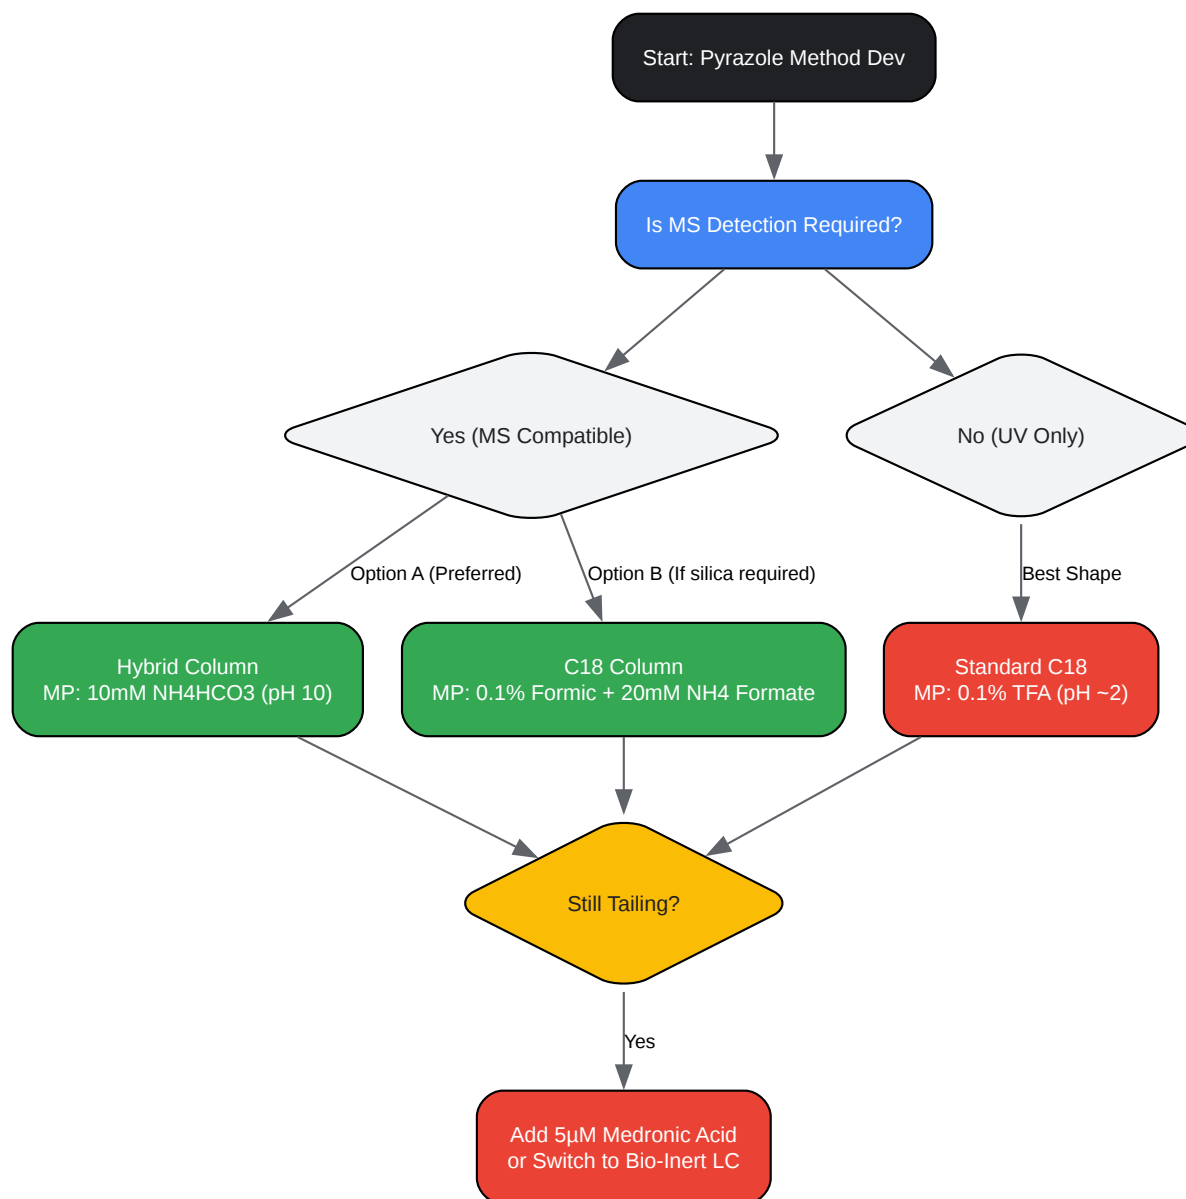 Start: Pyrazole Method Dev
Is MS Detection Required?
Yes (MS Compatible)
No (UV Only)
Option A (Preferred)
Option B (If silica required)
Best Shape
Hybrid Column
MP: 10mM NH4HCO3 (pH 10)
C18 Column
MP: 0.1% Formic + 20mM NH4 Formate
Standard C18
MP: 0.1% TFA (pH ~2)
Still Tailing?
Yes
Add 5µM Medronic Acid
or Switch to Bio-Inert LC